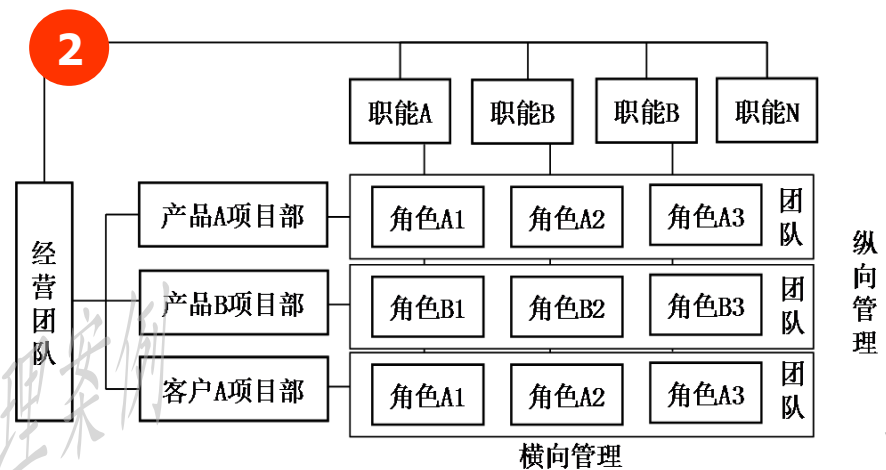 2
职能A
职能B
职能B
职能N
经营团队
产品A项目部
角色A1
角色A2
角色A3
团队
产品B项目部
角色B1
角色B2
角色B3
团队
客户A项目部
角色A1
角色A2
角色A3
团队
纵向管理
横向管理
理案例